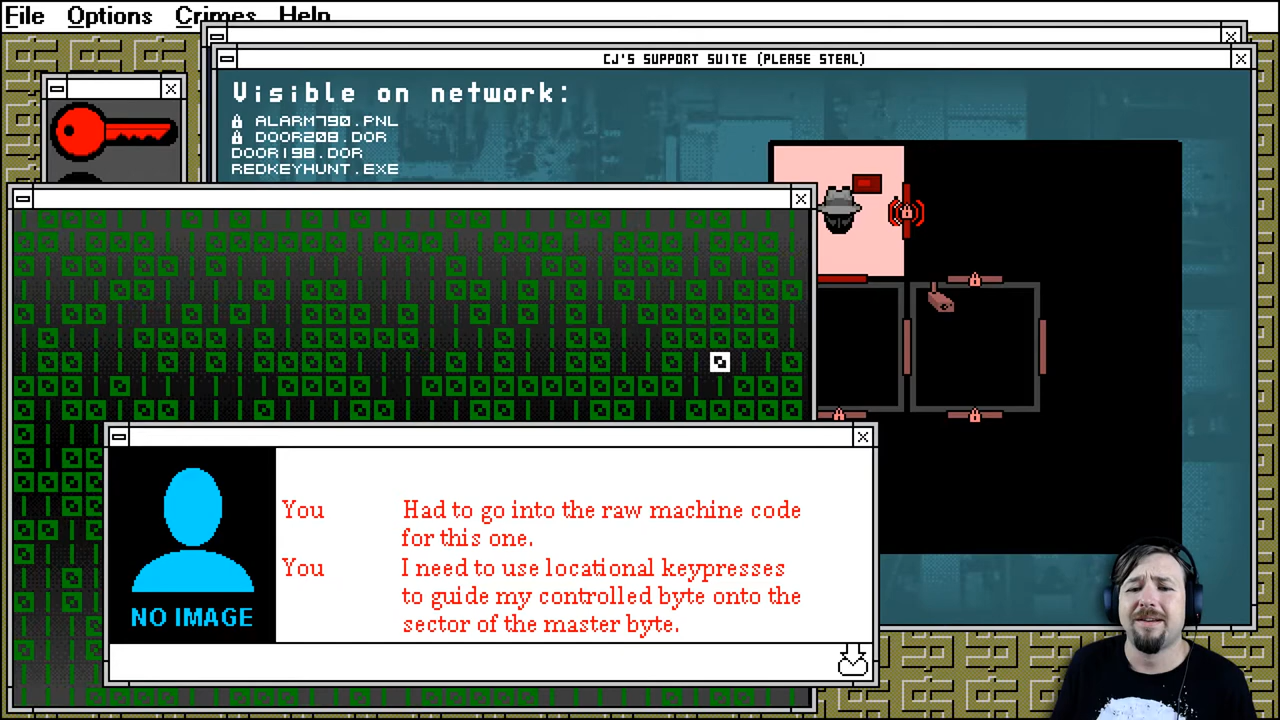 File Options Crimes Help
CJ'S SUPPORT SUITE (PLEASE STEAL)
Visible on network:
ALARM790.PNL
DOOR208.DOR
DOOR198.DOR
REDKEYHUNT.EXE
You Had to go into the raw machine code
for this one.
You I need to use locational keypresses
to guide my controlled byte onto the
sector of the master byte.
NO IMAGE